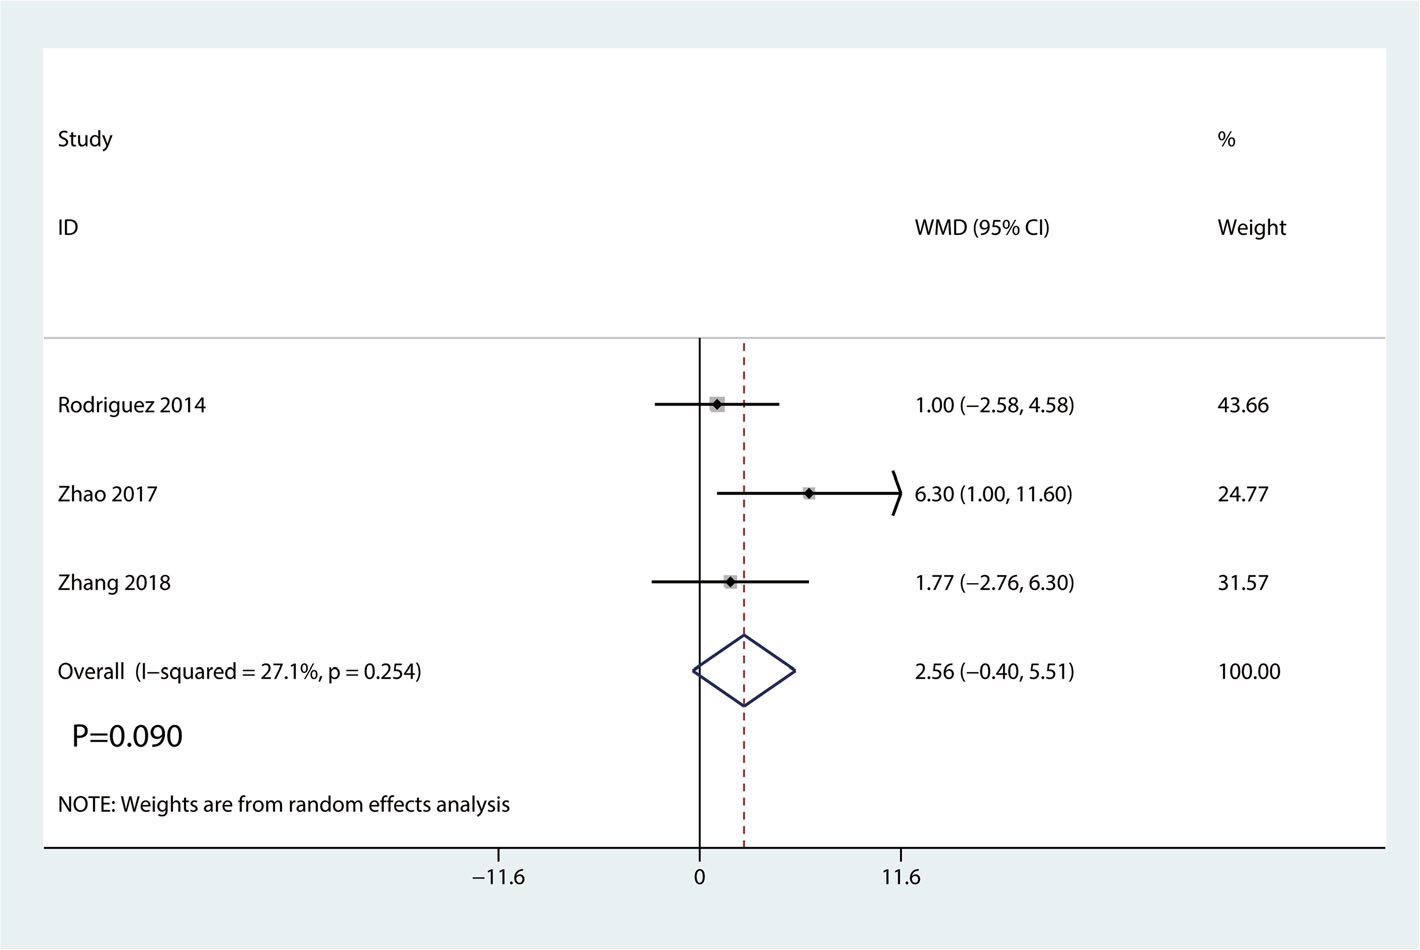 Study %
ID WMD (95% CI) Weight
Rodriguez 2014 1.00 (−2.58, 4.58) 43.66
Zhao 2017 6.30 (1.00, 11.60) 24.77
Zhang 2018 1.77 (−2.76, 6.30) 31.57
Overall (I−squared = 27.1%, p = 0.254) 2.56 (−0.40, 5.51) 100.00
P=0.090
NOTE: Weights are from random effects analysis
−11.6 0 11.6